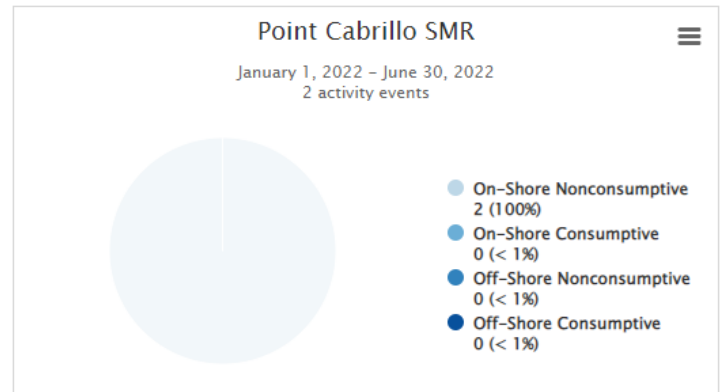 Point Cabrillo SMR
January 1, 2022 – June 30, 2022
2 activity events
On-Shore Nonconsumptive
2 (100%)
On-Shore Consumptive
0 (< 1%)
Off-Shore Nonconsumptive
0 (< 1%)
Off-Shore Consumptive
0 (< 1%)